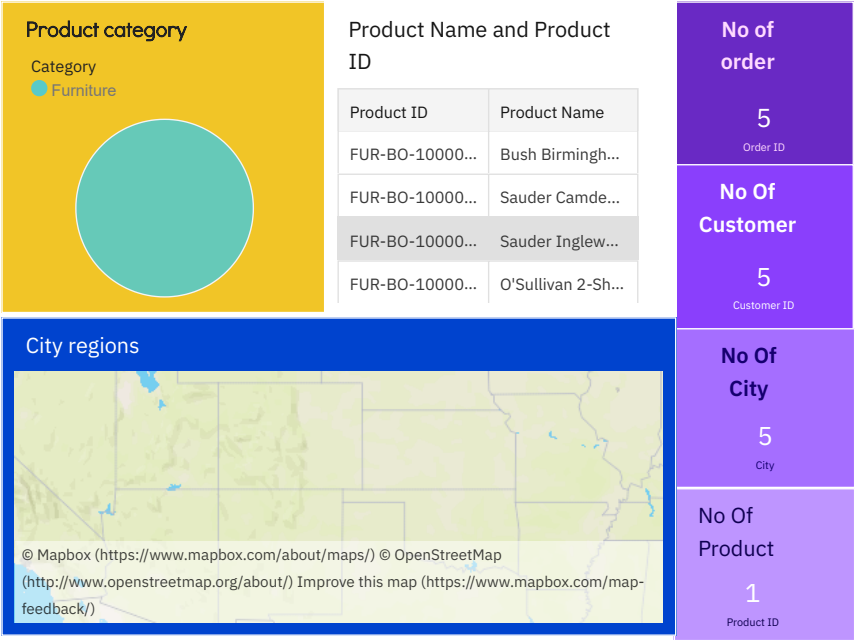 Product category
Category
Furniture
Product Name and Product
ID
Product ID Product Name
FUR-BO-10000... Bush Birmingh...
FUR-BO-10000... Sauder Camde...
FUR-BO-10000... Sauder Inglew...
FUR-BO-10000... O'Sullivan 2-Sh...
No of
order
5
Order ID
No Of
Customer
5
Customer ID
No Of
City
5
City
No Of
Product
1
Product ID
City regions
© Mapbox (https://www.mapbox.com/about/maps/) © OpenStreetMap
(http://www.openstreetmap.org/about/) Improve this map (https://www.mapbox.com/map-
feedback/)